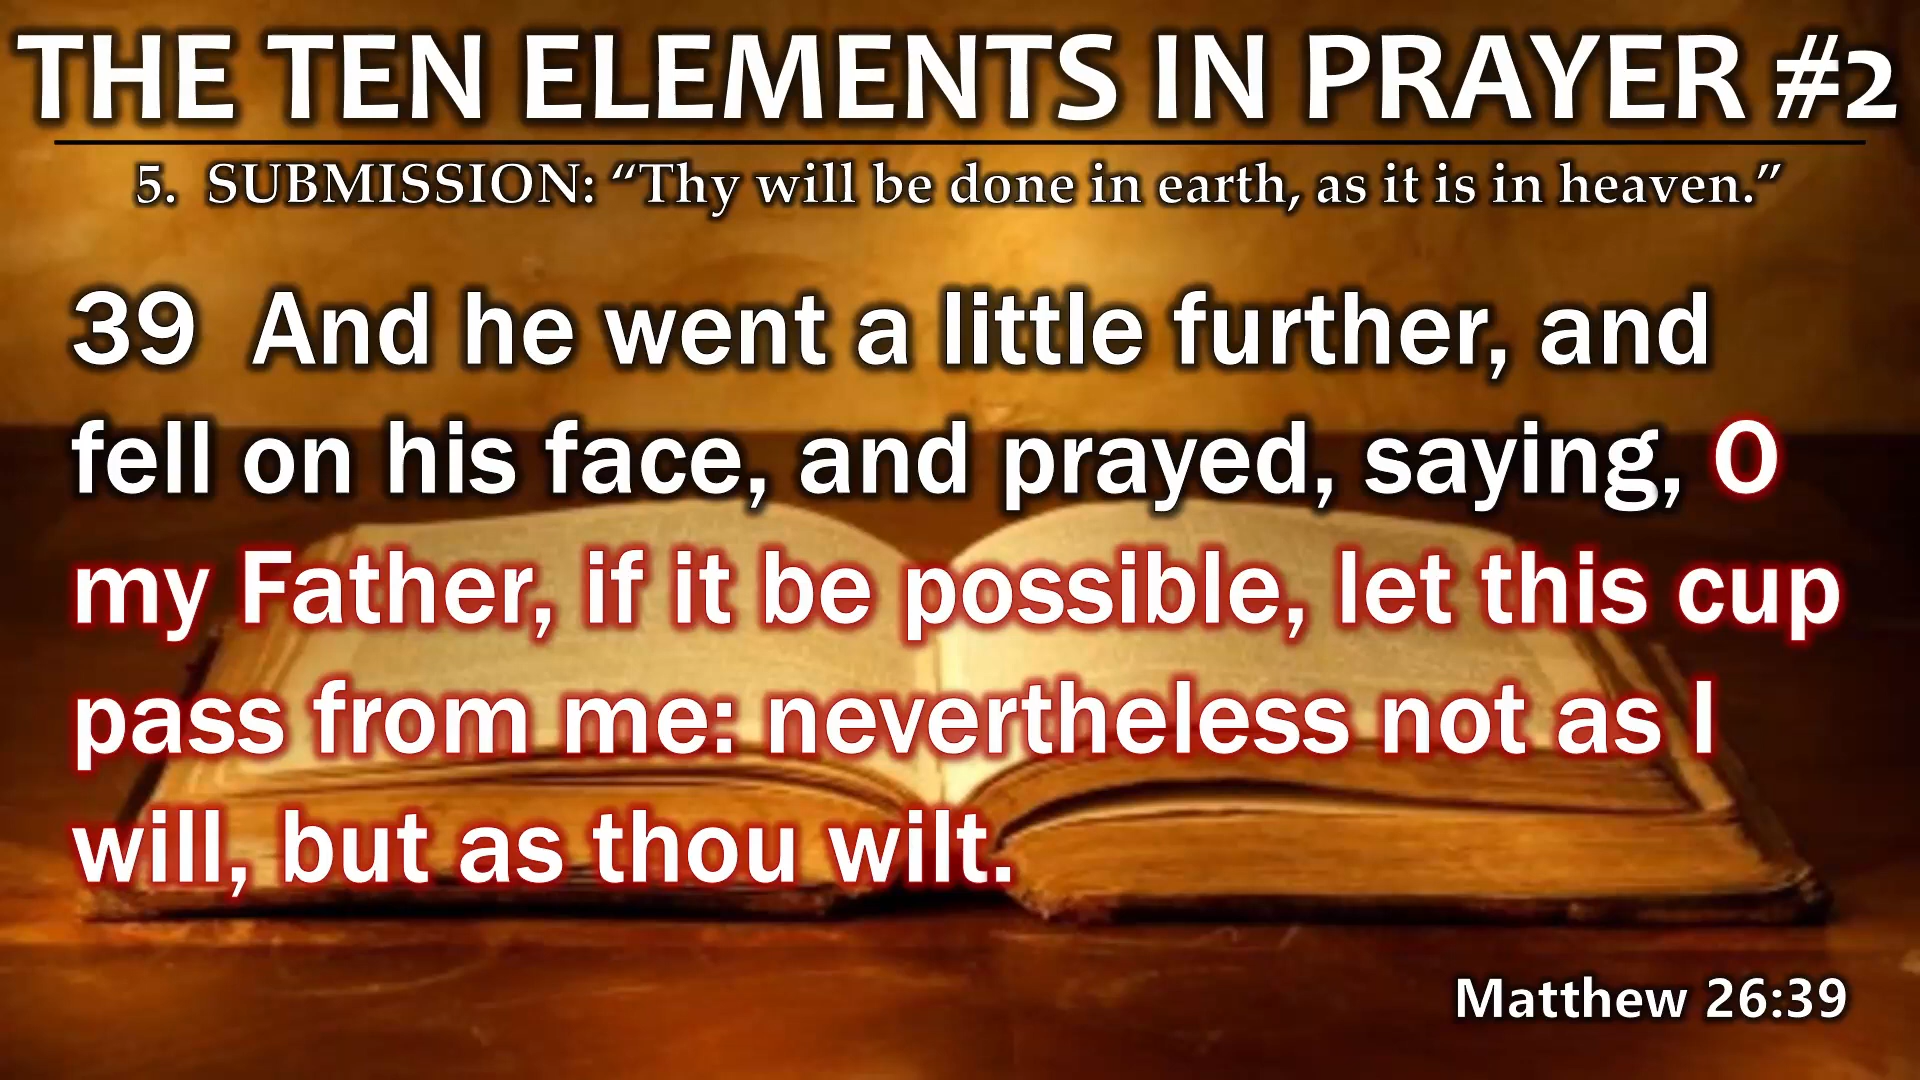 THE TEN ELEMENTS IN PRAYER #2
5. SUBMISSION: “Thy will be done in earth, as it is in heaven.”
39 And he went a little further, and
fell on his face, and prayed, saying, O
my Father, if it be possible, let this cup
pass from me: nevertheless not as I
will, but as thou wilt.
Matthew 26:39